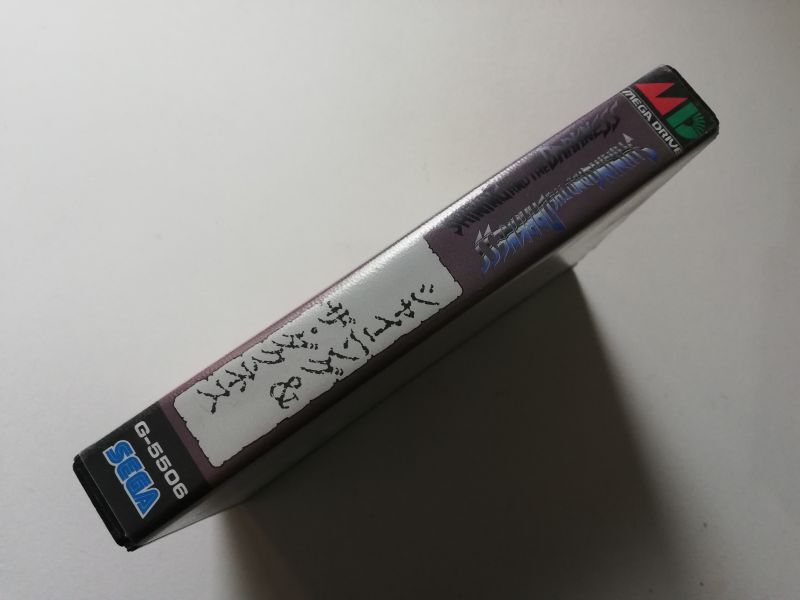 MEGA DRIVE
SHINING AND THE DARKNESS
シャイニング&
ザ・ダクネス
G-5506
SEGA